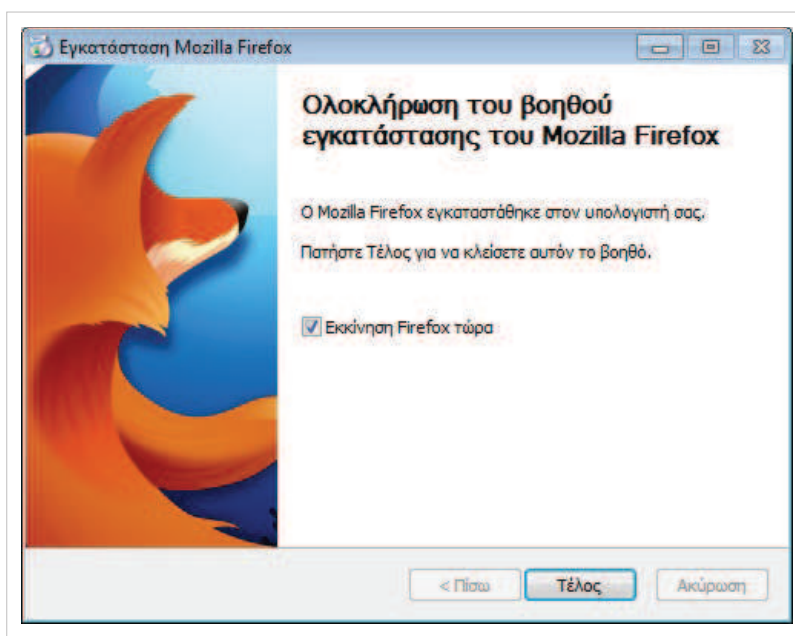 Εγκατάσταση Mozilla Firefox
Ολοκλήρωση του βοηθού
εγκατάστασης του Mozilla Firefox
Ο Mozilla Firefox εγκαταστάθηκε στον υπολογιστή σας.
Πατήστε Τέλος για να κλείσετε αυτόν το βοηθό.
Εκκίνηση Firefox τώρα
< Πίσω Τέλος Ακύρωση